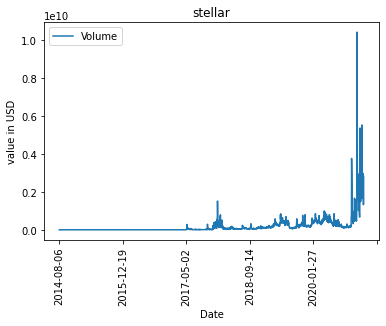 stellar
1e10
Volume
1.0
0.8
0.6
0.4
0.2
0.0
value in USD
2014-08-06
2015-12-19
2017-05-02
2018-09-14
2020-01-27
Date